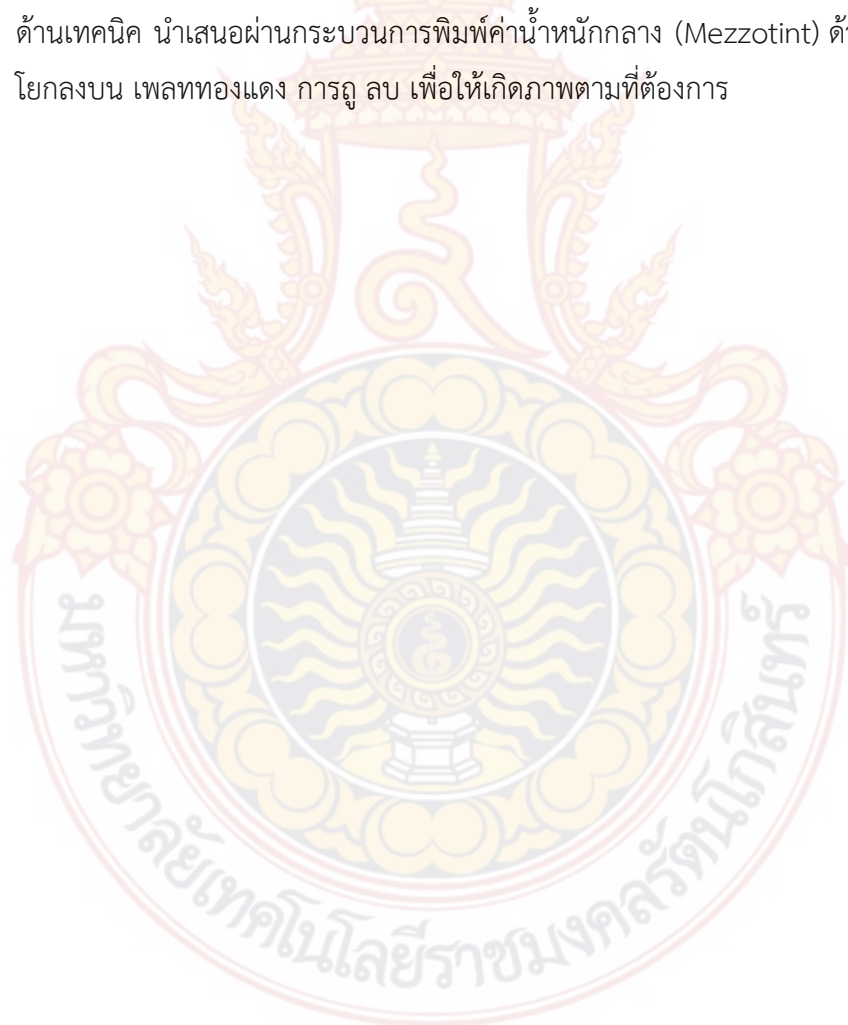 ด้านเทคนิค นำเสนอผ่านกระบวนการพิมพ์ค่าน้ำหนักกลาง (Mezzotint)
โยกลงบน เพลททองแดง การถู ลบ เพื่อให้เกิดภาพตามที่ต้องการ
มหาวิทยาลัยเทคโนโลยีราชมงคลรัตนโกสินทร์